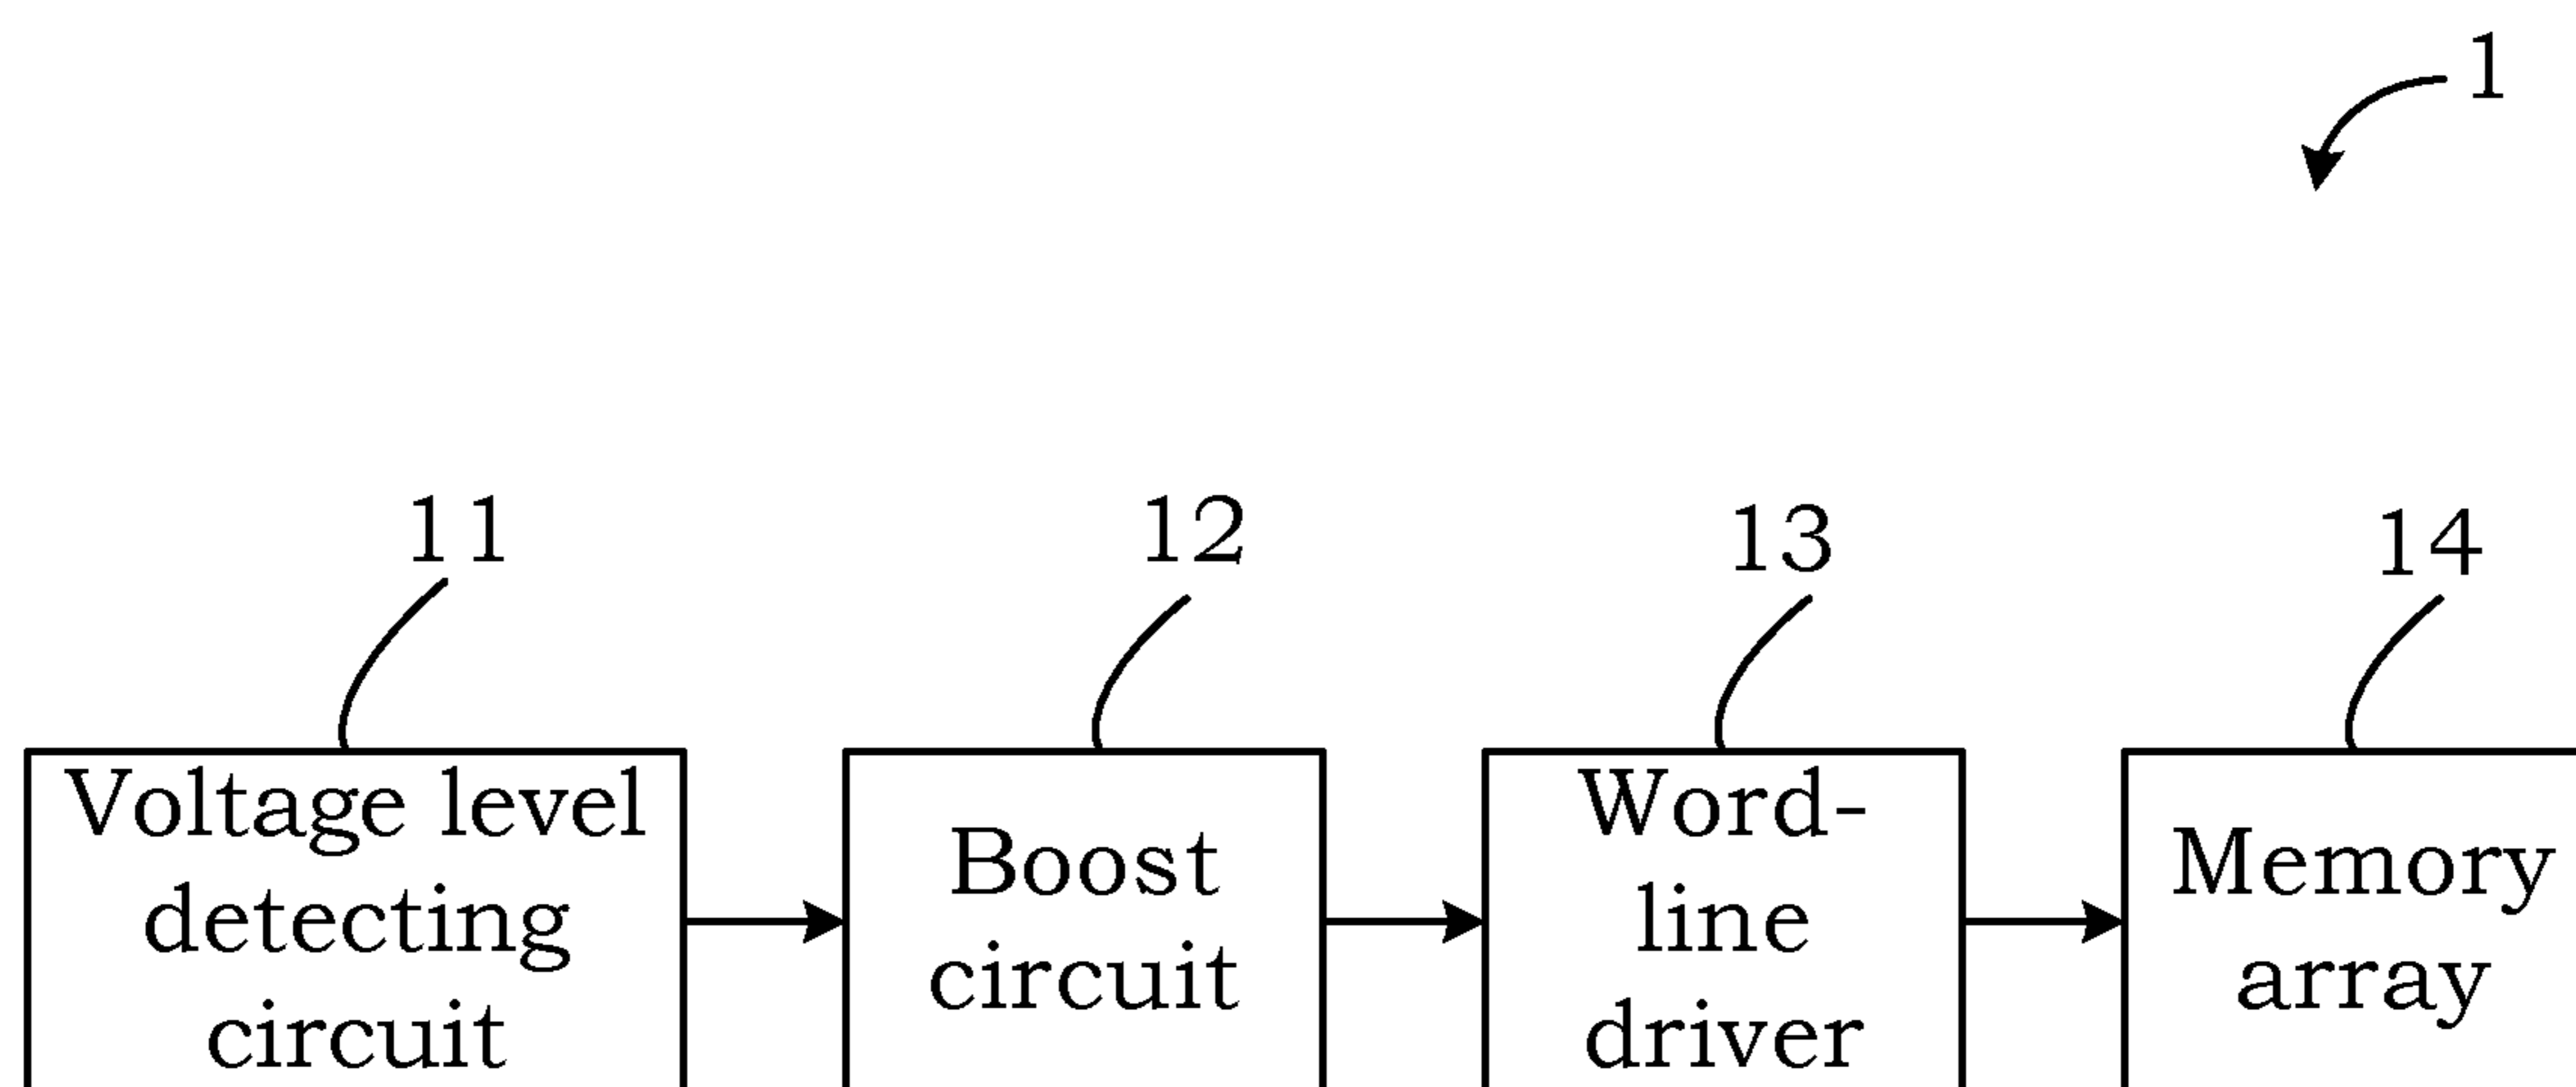 1
11
12
13
14
Voltage level
detecting
circuit
Boost
circuit
Word-
line
driver
Memory
array